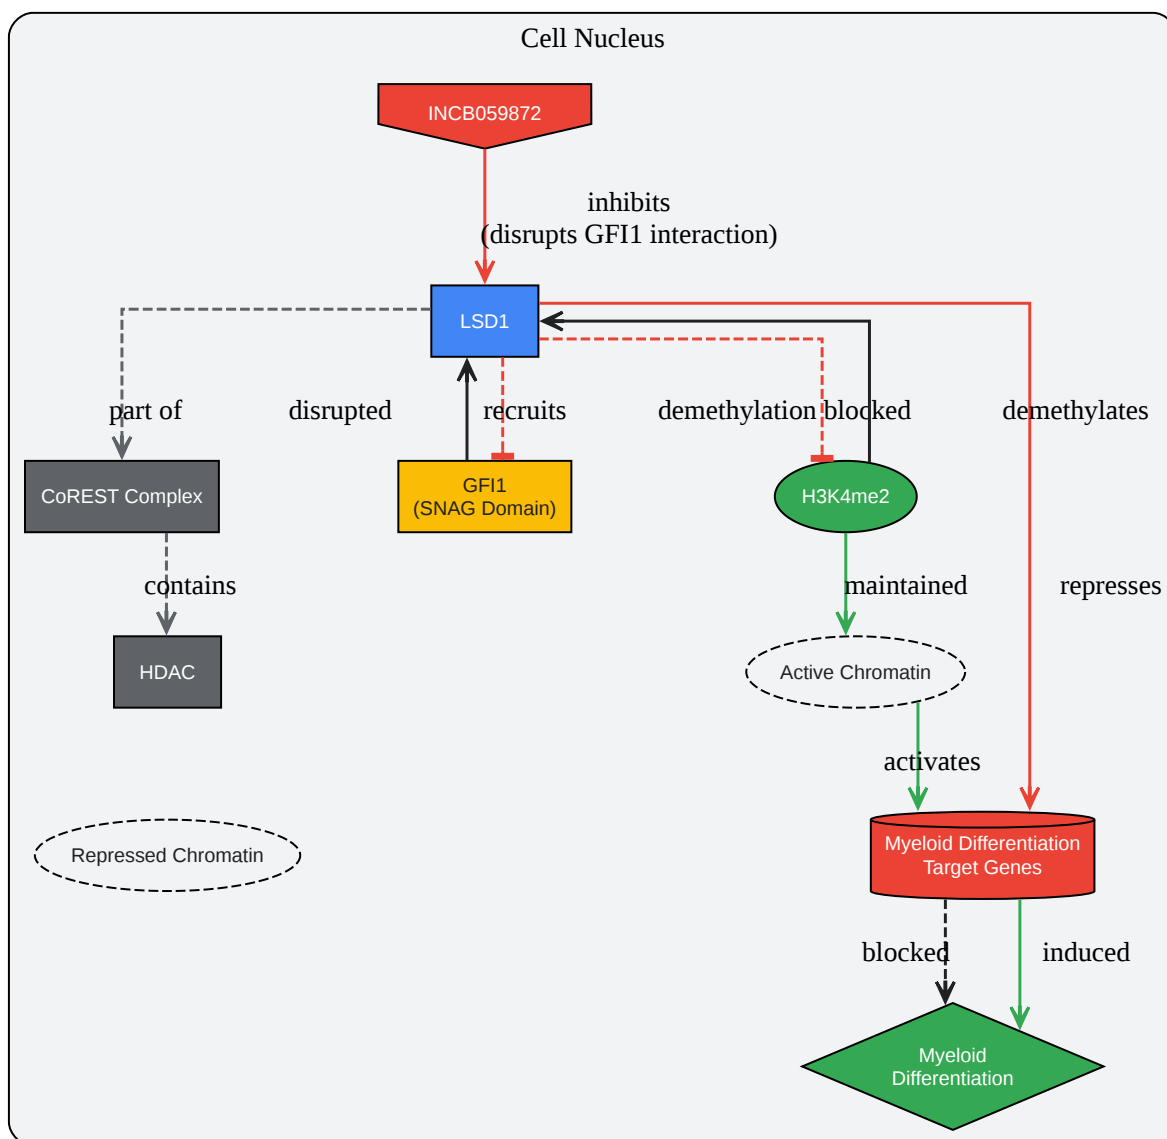 Cell Nucleus
INCB059872
inhibits
(disrupts GFI1 interaction)
LSD1
part of
disrupted
recruits
demethylation blocked
demethylates
CoREST Complex
GFI1
(SNAG Domain)
H3K4me2
contains
maintained
represses
HDAC
Active Chromatin
activates
Repressed Chromatin
Myeloid Differentiation
Target Genes
blocked
induced
Myeloid
Differentiation